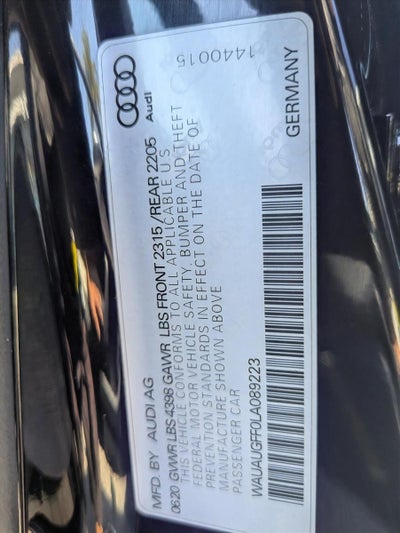 MFD. BY AUDI AG
0620 GVWR LBS 4398 GAWR LBS FRONT 2315 /REAR 2205
THIS VEHICLE CONFORMS TO ALL APPLICABLE U S
FEDERAL MOTOR VEHICLE SAFETY, BUMPER AND THEFT
PREVENTION STANDARDS IN EFFECT ON THE DATE OF
MANUFACTURE SHOWN ABOVE
PASSENGER CAR
WAUAUGFF0LA089223
Audi
1440015
GERMANY